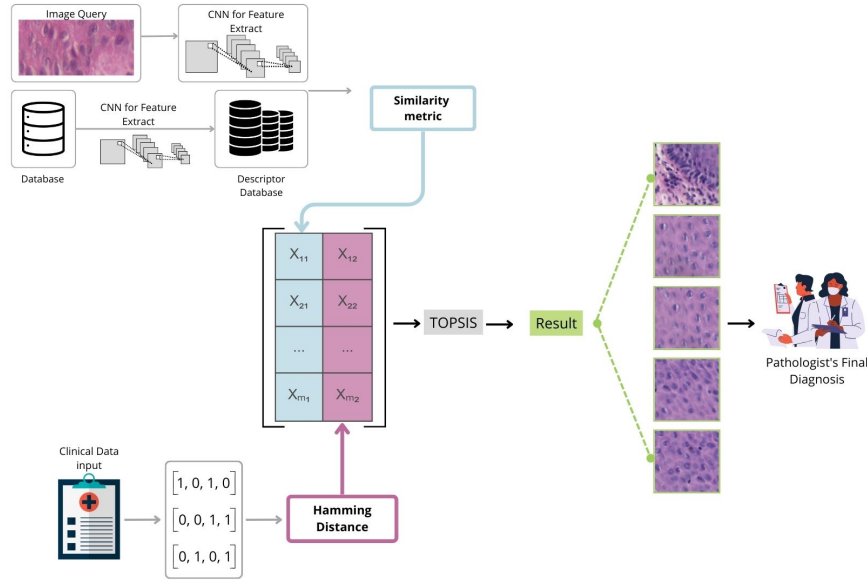 Image Query
CNN for Feature
Extract
CNN for Feature
Extract
Database
Descriptor
Database
Similarity
metric
X₁₁ X₁₂
X₂₁ X₂₂
... ...
Xₘ₁ Xₘ₂
TOPSIS
Result
Pathologist's Final
Diagnosis
Clinical Data
input
[1, 0, 1, 0]
[0, 0, 1, 1]
[0, 1, 0, 1]
Hamming
Distance